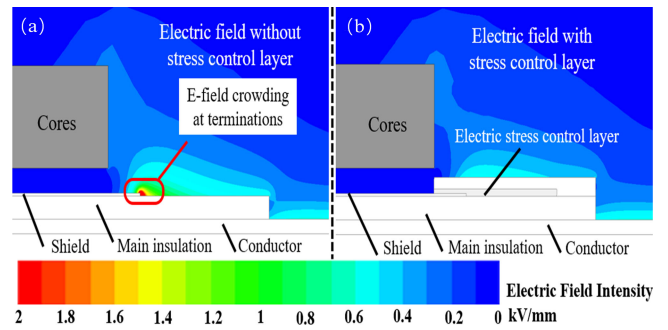 (a)
Electric field without
stress control layer
E-field crowding
at terminations
Cores
Shield
Main insulation
Conductor
(b)
Electric field with
stress control layer
Cores
Electric stress control layer
Shield
Main insulation
Conductor
Electric Field Intensity
2 1.8 1.6 1.4 1.2 1 0.8 0.6 0.4 0.2 0 kV/mm